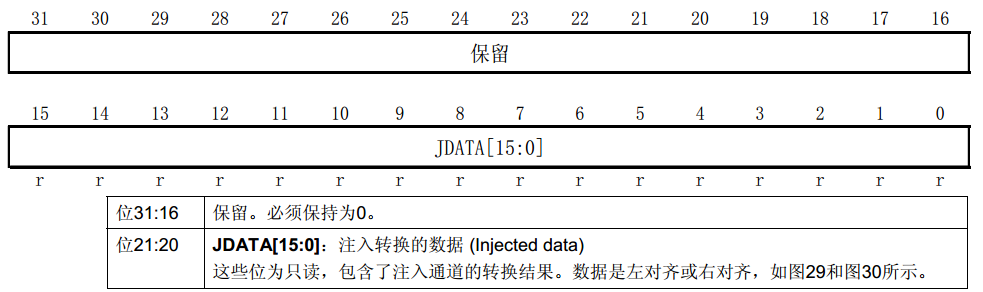 31 30 29 28 27 26 25 24 23 22 21 20 19 18 17 16
保留
15 14 13 12 11 10 9 8 7 6 5 4 3 2 1 0
JDATA[15:0]
r r r r r r r r r r r r r r r r
位31:16 保留。必须保持为0。
位21:20 JDATA[15:0]：注入转换的数据 (Injected data)
这些位为只读，包含了注入通道的转换结果。数据是左对齐或右对齐，如图29和图30所示。